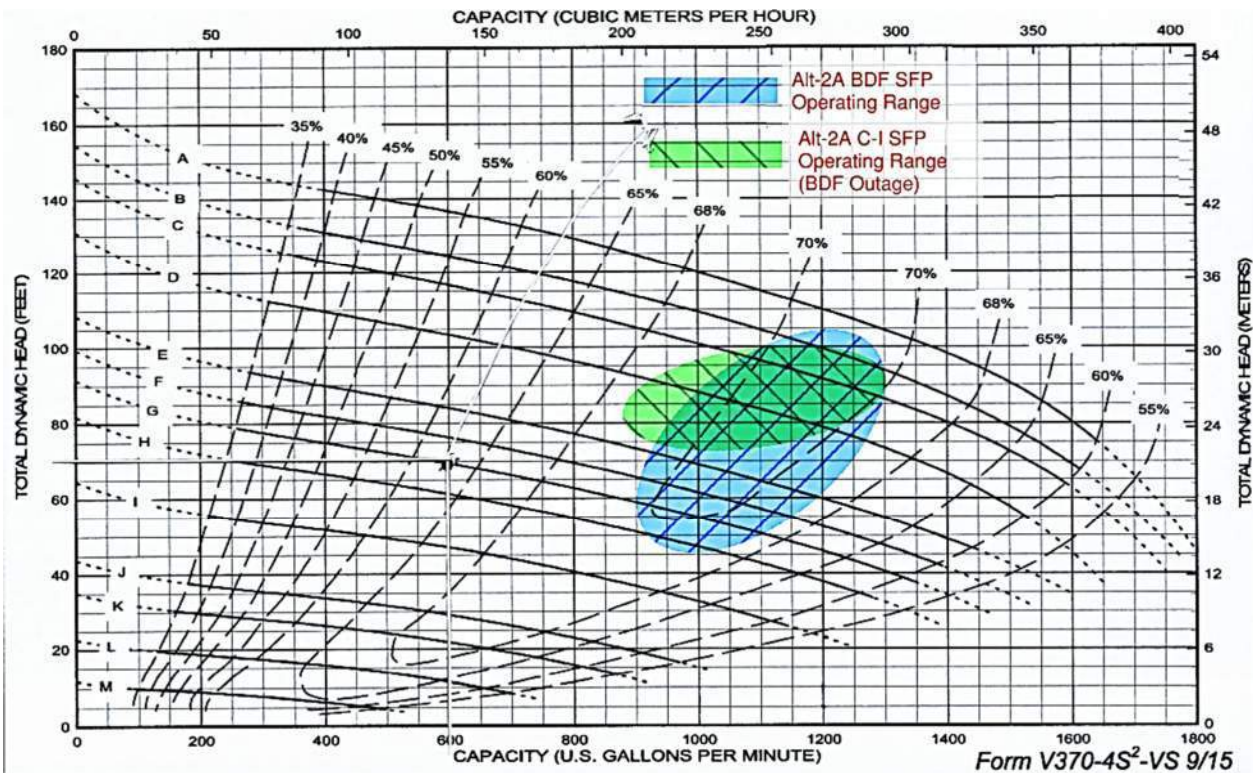 CAPACITY (CUBIC METERS PER HOUR)
0 50 100 150 200 250 300 350 400
180
160
140
120
100
80
60
40
20
0
TOTAL DYNAMIC HEAD (FEET)
54
48
42
36
30
24
18
12
6
0
TOTAL DYNAMIC HEAD (METERS)
Alt-2A BDF SFP
Operating Range
Alt-2A C-I SFP
Operating Range
(BDF Outage)
35%
40%
45%
50%
55%
60%
65%
68%
70%
70%
68%
65%
60%
55%
A
B
C
D
E
F
G
H
I
J
K
L
M
0 200 400 600 800 1000 1200 1400 1600 1800
CAPACITY (U.S. GALLONS PER MINUTE)
Form V370-4S²-VS 9/15